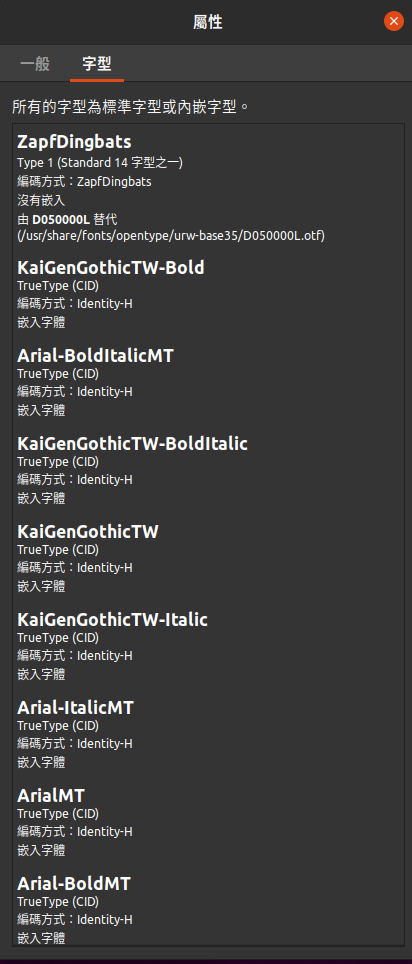 屬性
一般
字型
所有的字型為標準字型或內嵌字型。
ZapfDingbats
Type 1 (Standard 14 字型之一)
編碼方式：ZapfDingbats
沒有嵌入
由 D050000L 替代
(/usr/share/fonts/opentype/urw-base35/D050000L.otf)
KaiGenGothicTW-Bold
TrueType (CID)
編碼方式：Identity-H
嵌入字體
Arial-BoldItalicMT
TrueType (CID)
編碼方式：Identity-H
嵌入字體
KaiGenGothicTW-BoldItalic
TrueType (CID)
編碼方式：Identity-H
嵌入字體
KaiGenGothicTW
TrueType (CID)
編碼方式：Identity-H
嵌入字體
KaiGenGothicTW-Italic
TrueType (CID)
編碼方式：Identity-H
嵌入字體
Arial-ItalicMT
TrueType (CID)
編碼方式：Identity-H
嵌入字體
ArialMT
TrueType (CID)
編碼方式：Identity-H
嵌入字體
Arial-BoldMT
TrueType (CID)
編碼方式：Identity-H
嵌入字體